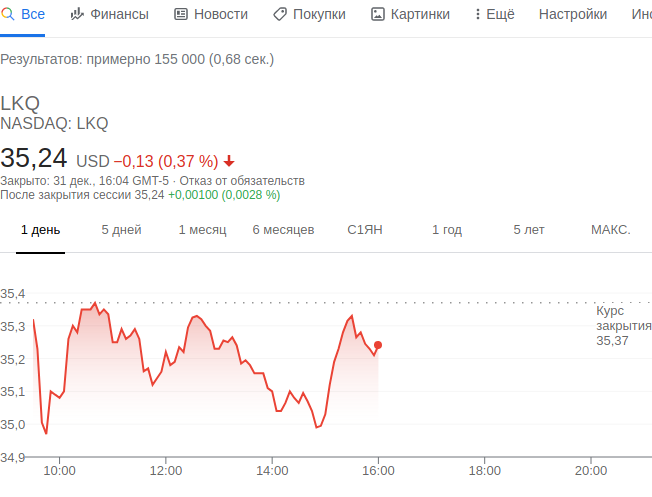 Все Финансы Новости Покупки Картинки Ещё Настройки Инс
Результатов: примерно 155 000 (0,68 сек.)
LKQ
NASDAQ: LKQ
35,24 USD −0,13 (0,37 %)
Закрыто: 31 дек., 16:04 GMT-5 · Отказ от обязательств
После закрытия сессии 35,24 +0,00100 (0,0028 %)
1 день 5 дней 1 месяц 6 месяцев С1ЯН 1 год 5 лет МАКС.
35,4
Курс
закрытия
35,37
35,3
35,2
35,1
35,0
34,9
10:00 12:00 14:00 16:00 18:00 20:00